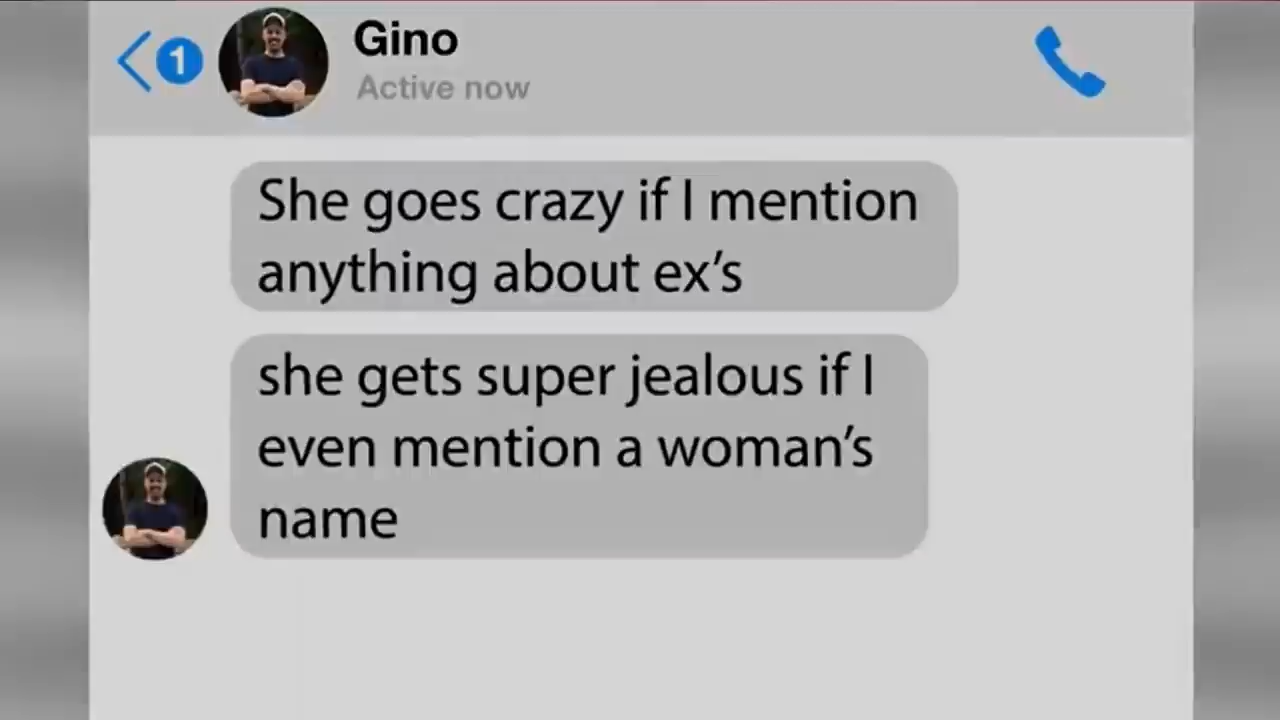 1
Gino
Active now
She goes crazy if I mention
anything about ex’s
she gets super jealous if I
even mention a woman’s
name